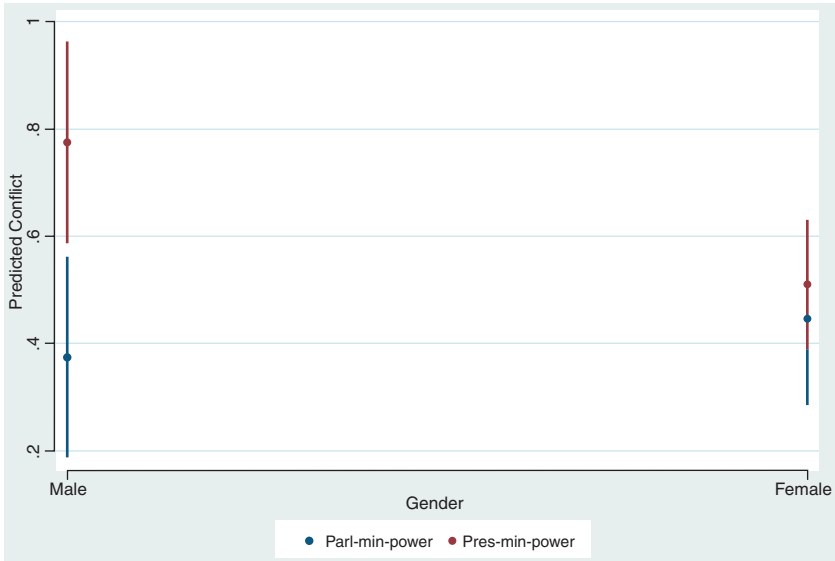 1
.8
.6
.4
.2
Predicted Conflict
Male
Female
Gender
Parl-min-power Pres-min-power